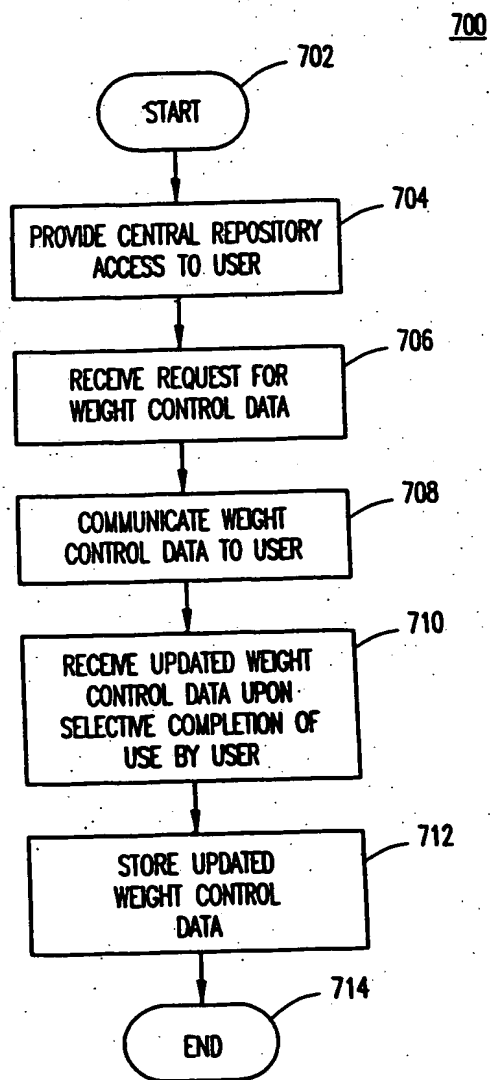 700
702
START
704
PROVIDE CENTRAL REPOSITORY
ACCESS TO USER
706
RECEIVE REQUEST FOR
WEIGHT CONTROL DATA
708
COMMUNICATE WEIGHT
CONTROL DATA TO USER
710
RECEIVE UPDATED WEIGHT
CONTROL DATA UPON
SELECTIVE COMPLETION OF
USE BY USER
712
STORE UPDATED
WEIGHT CONTROL
DATA
714
END